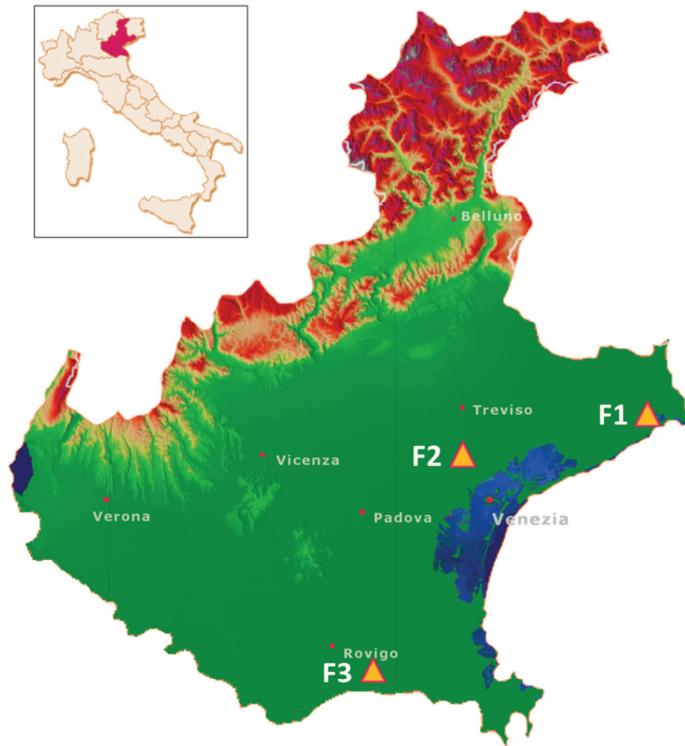 Belluno
Treviso
F1
F2
Vicenza
Verona
Padova
Venezia
Rovigo
F3